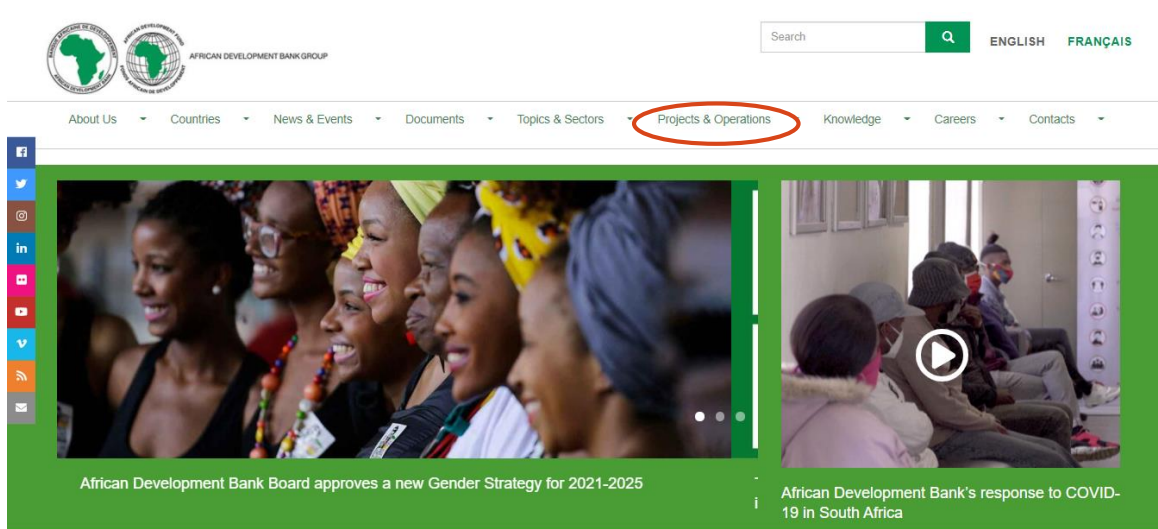 AFRICAN DEVELOPMENT BANK GROUP
Search
ENGLISH FRANÇAIS
About Us Countries News & Events Documents Topics & Sectors Projects & Operations Knowledge Careers Contacts
African Development Bank Board approves a new Gender Strategy for 2021-2025
African Development Bank’s response to COVID-
19 in South Africa